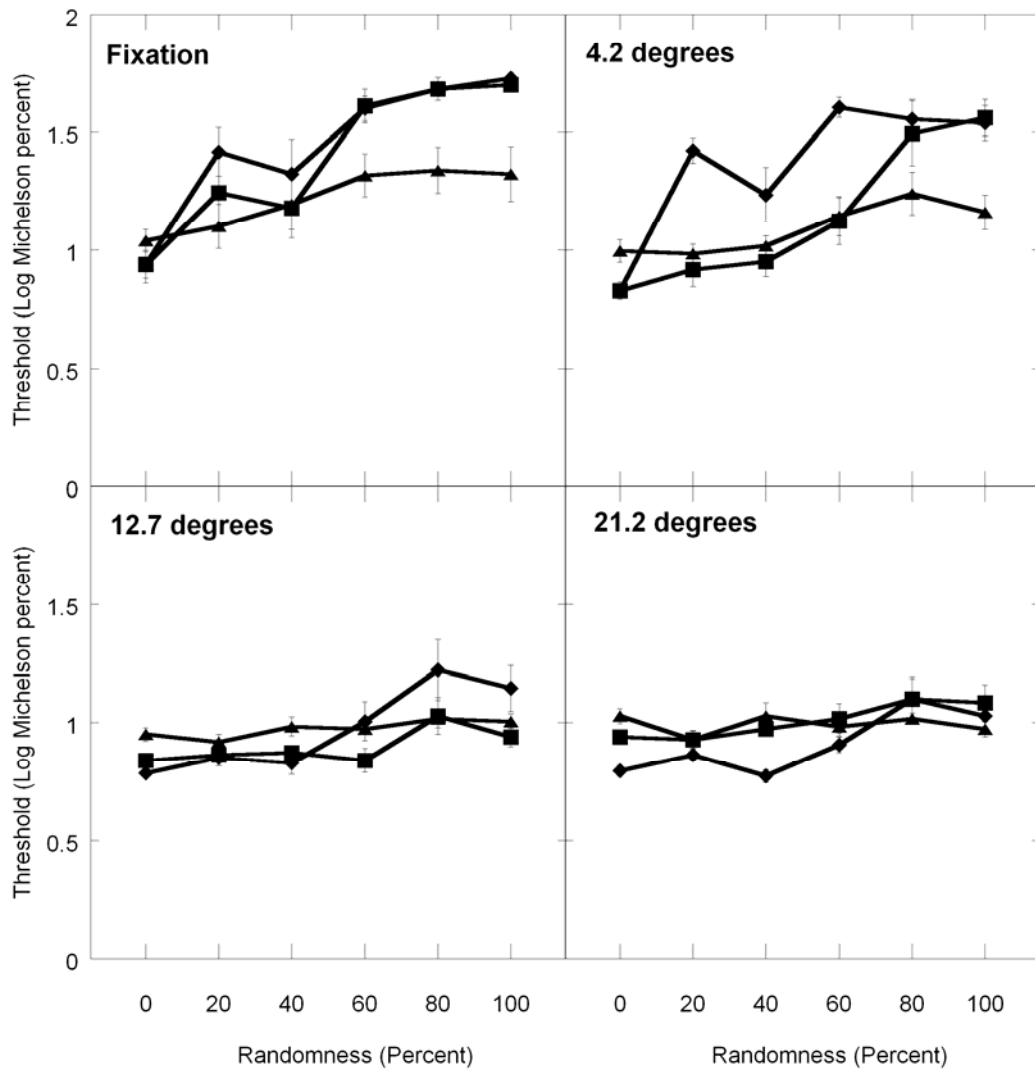 Fixation
4.2 degrees
2
1.5
1
0.5
0
Threshold (Log Michelson percent)
12.7 degrees
21.2 degrees
1.5
1
0.5
0
Threshold (Log Michelson percent)
0 20 40 60 80 100
0 20 40 60 80 100
Randomness (Percent)
Randomness (Percent)